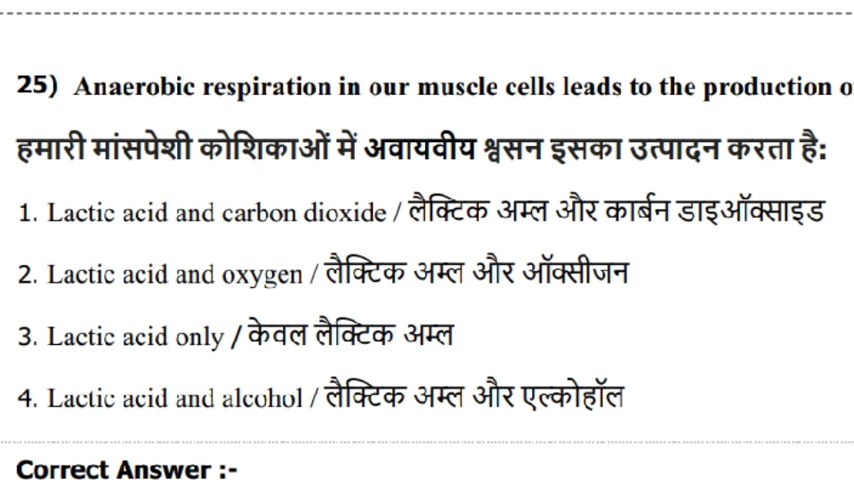 25) Anaerobic respiration in our muscle cells leads to the production
हमारी मांसपेशी कोशिकाओं में अवायवीय श्वसन इसका उत्पादन करता है:
1. Lactic acid and carbon dioxide / लैक्टिक अम्ल और कार्बन डाइऑक्साइड
2. Lactic acid and oxygen / लैक्टिक अम्ल और ऑक्सीजन
3. Lactic acid only / केवल लैक्टिक अम्ल
4. Lactic acid and alcohol / लैक्टिक अम्ल और एल्कोहॉल
Correct Answer :-